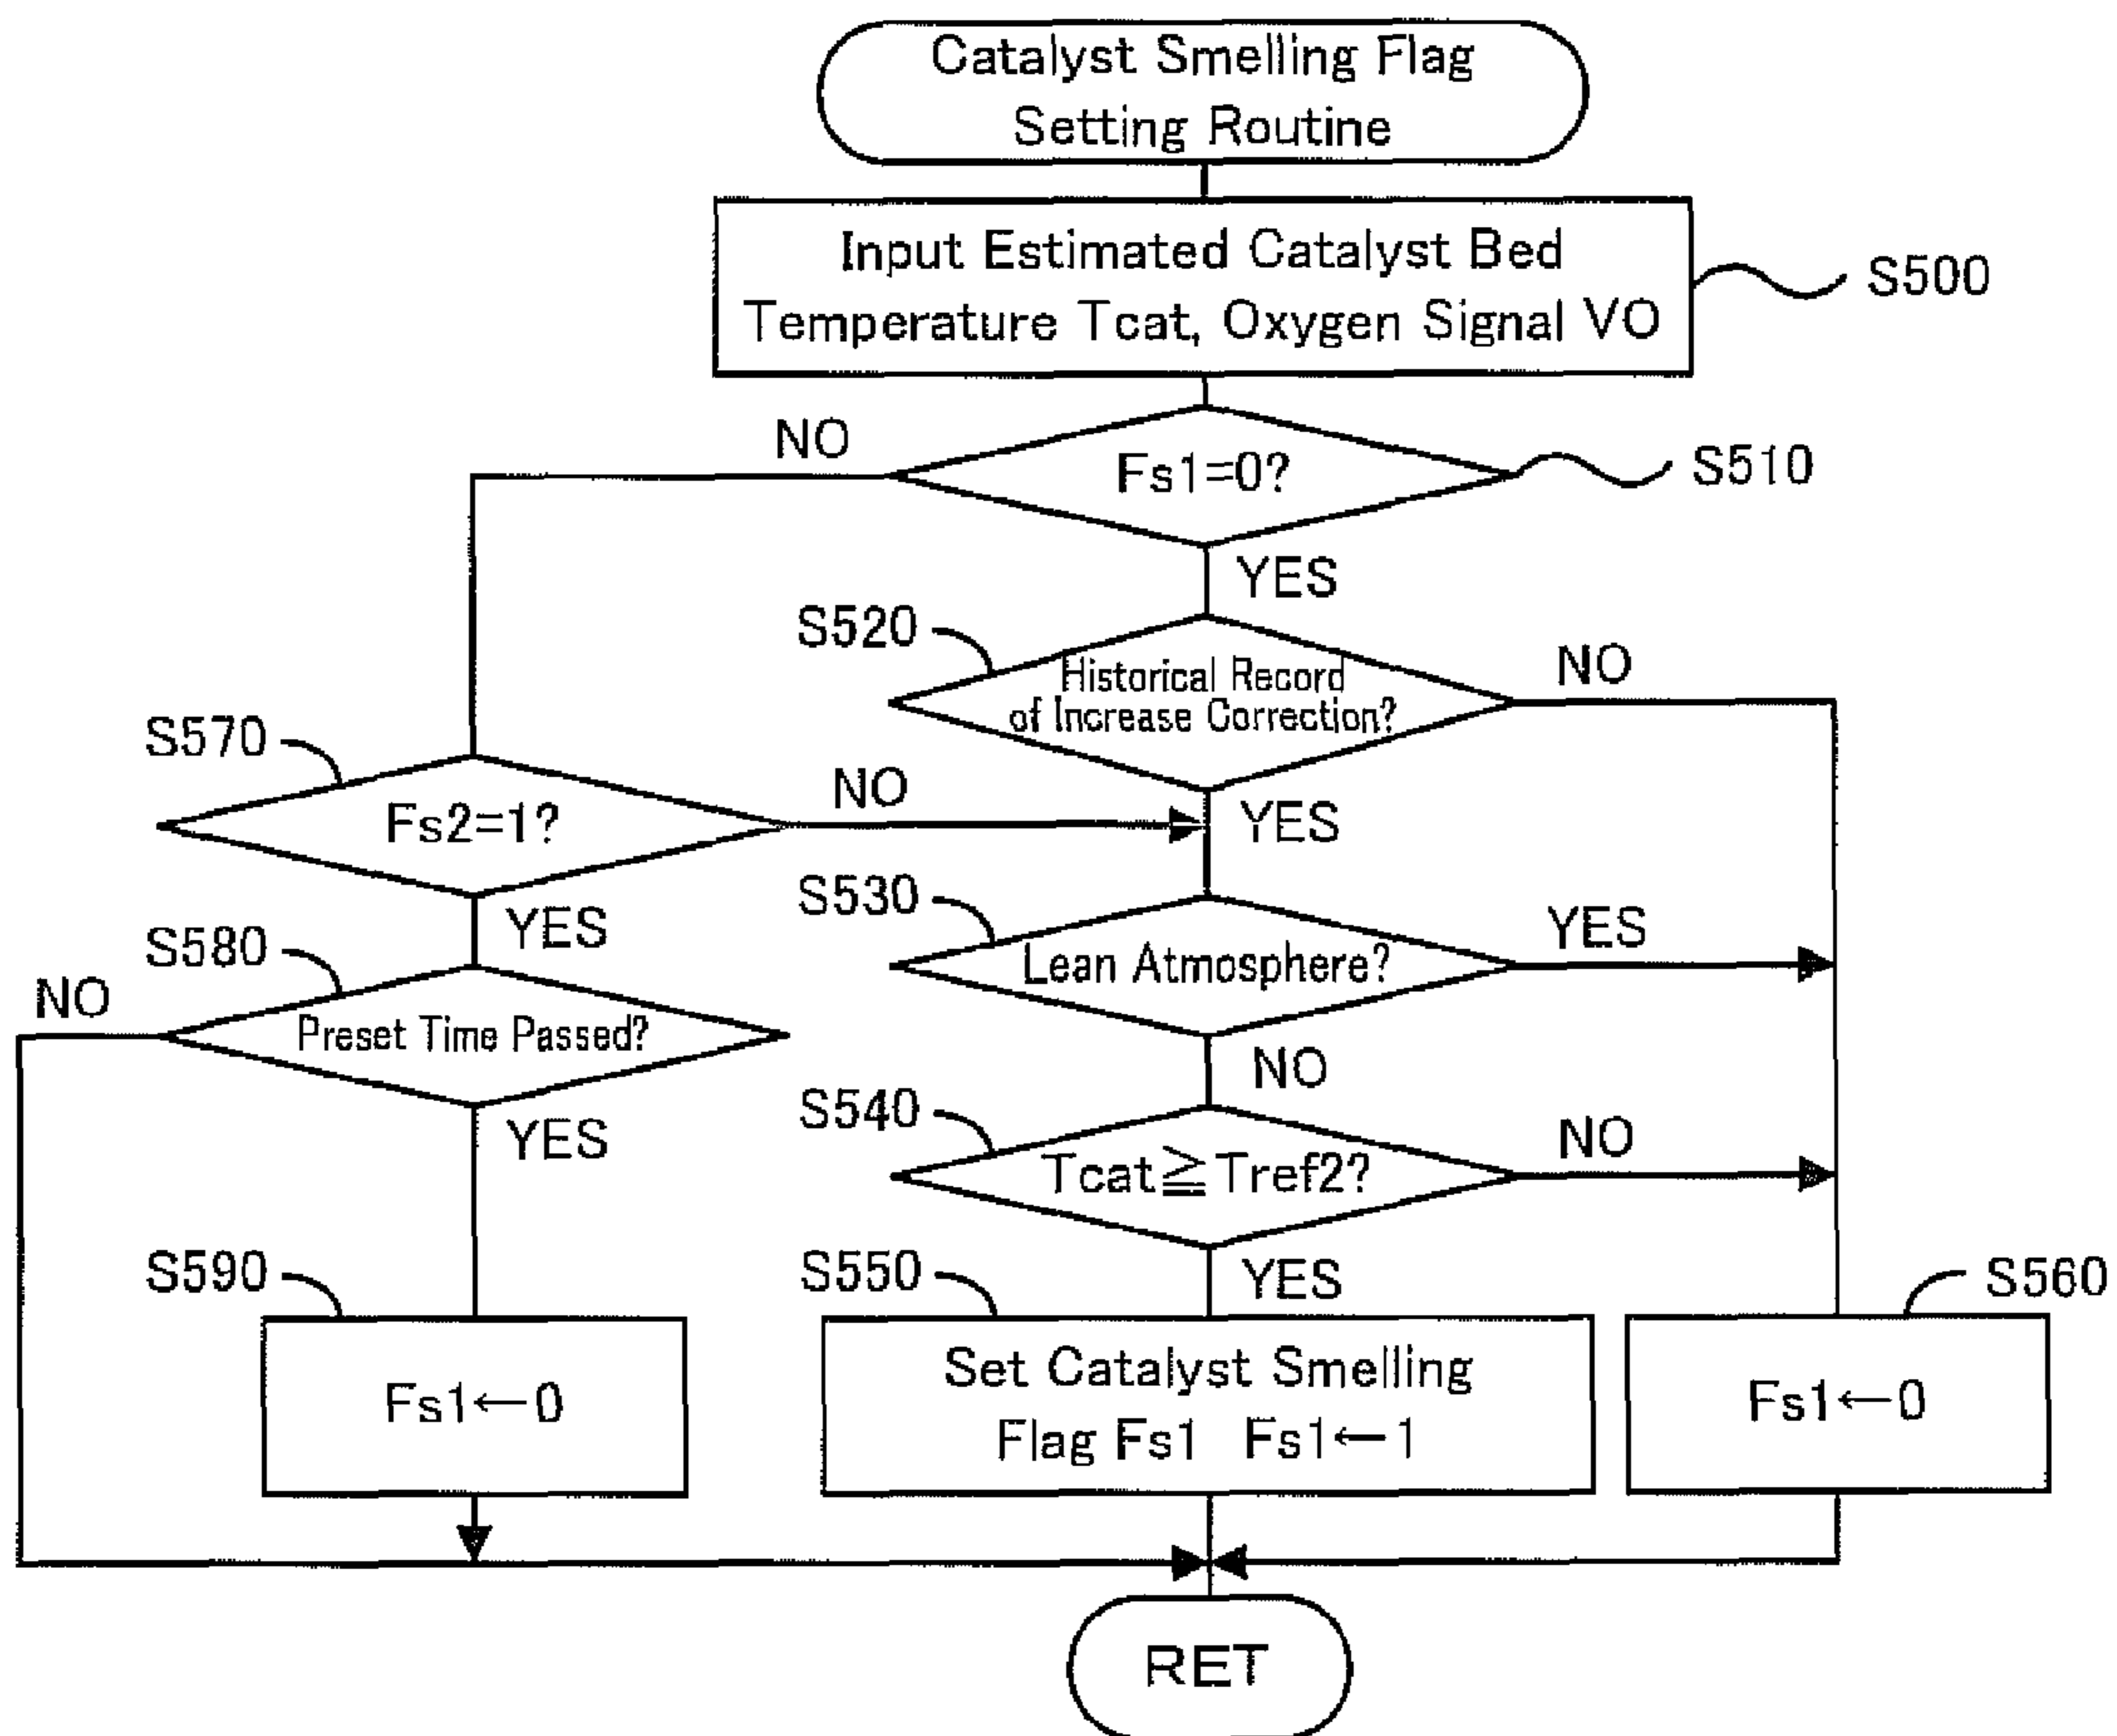 Catalyst Smelling Flag
Setting Routine
Input Estimated Catalyst Bed
Temperature Tcat, Oxygen Signal VO
S500
NO
Fs1=0?
S510
YES
S520
Historical Record
of Increase Correction?
NO
S570
Fs2=1?
NO
YES
S530
YES
Lean Atmosphere?
YES
S580
NO
Preset Time Passed?
NO
S540
YES
Tcat≧Tref2?
NO
S590
S550
YES
S560
Fs1←0
Set Catalyst Smelling
Flag Fs1 Fs1←1
Fs1←0
RET